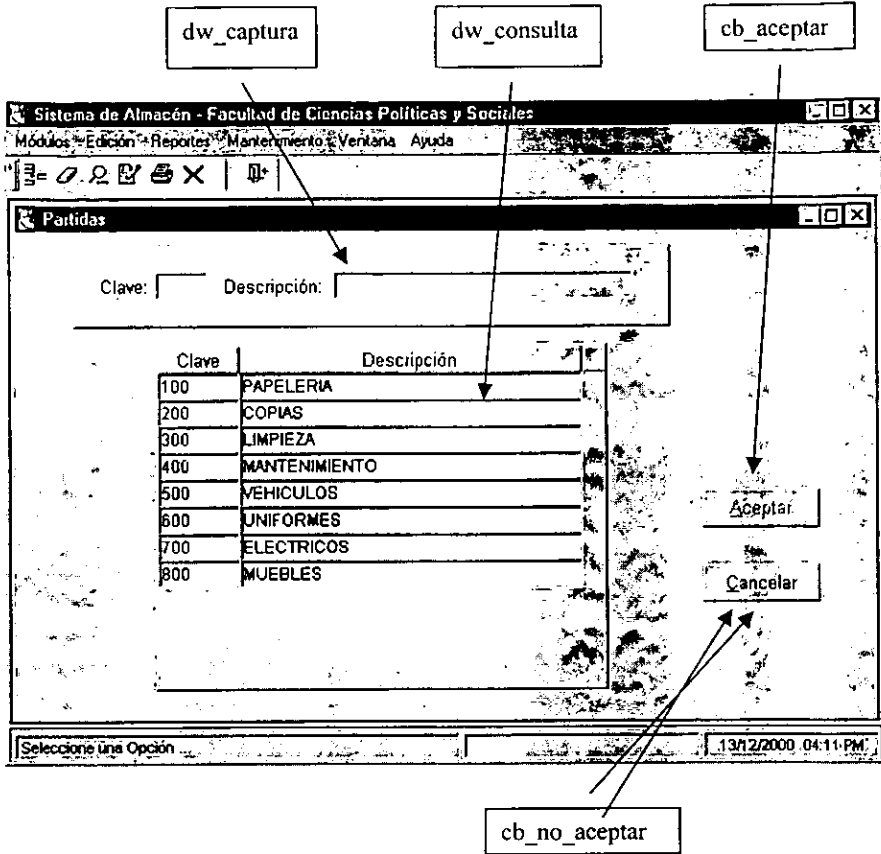 dw_captura dw_consulta cb_aceptar
Sistema de Almacén - Facultad de Ciencias Políticas y Sociales
Módulos Edición Reportes Mantenimiento Ventana Ayuda
Partidas
Clave: Descripción:
Clave Descripción
100 PAPELERIA
200 COPIAS
300 LIMPIEZA
400 MANTENIMIENTO
500 VEHICULOS
600 UNIFORMES
700 ELECTRICOS
800 MUEBLES
Aceptar
Cancelar
Seleccione una Opción 13/12/2000 04:11 PM
cb_no_aceptar